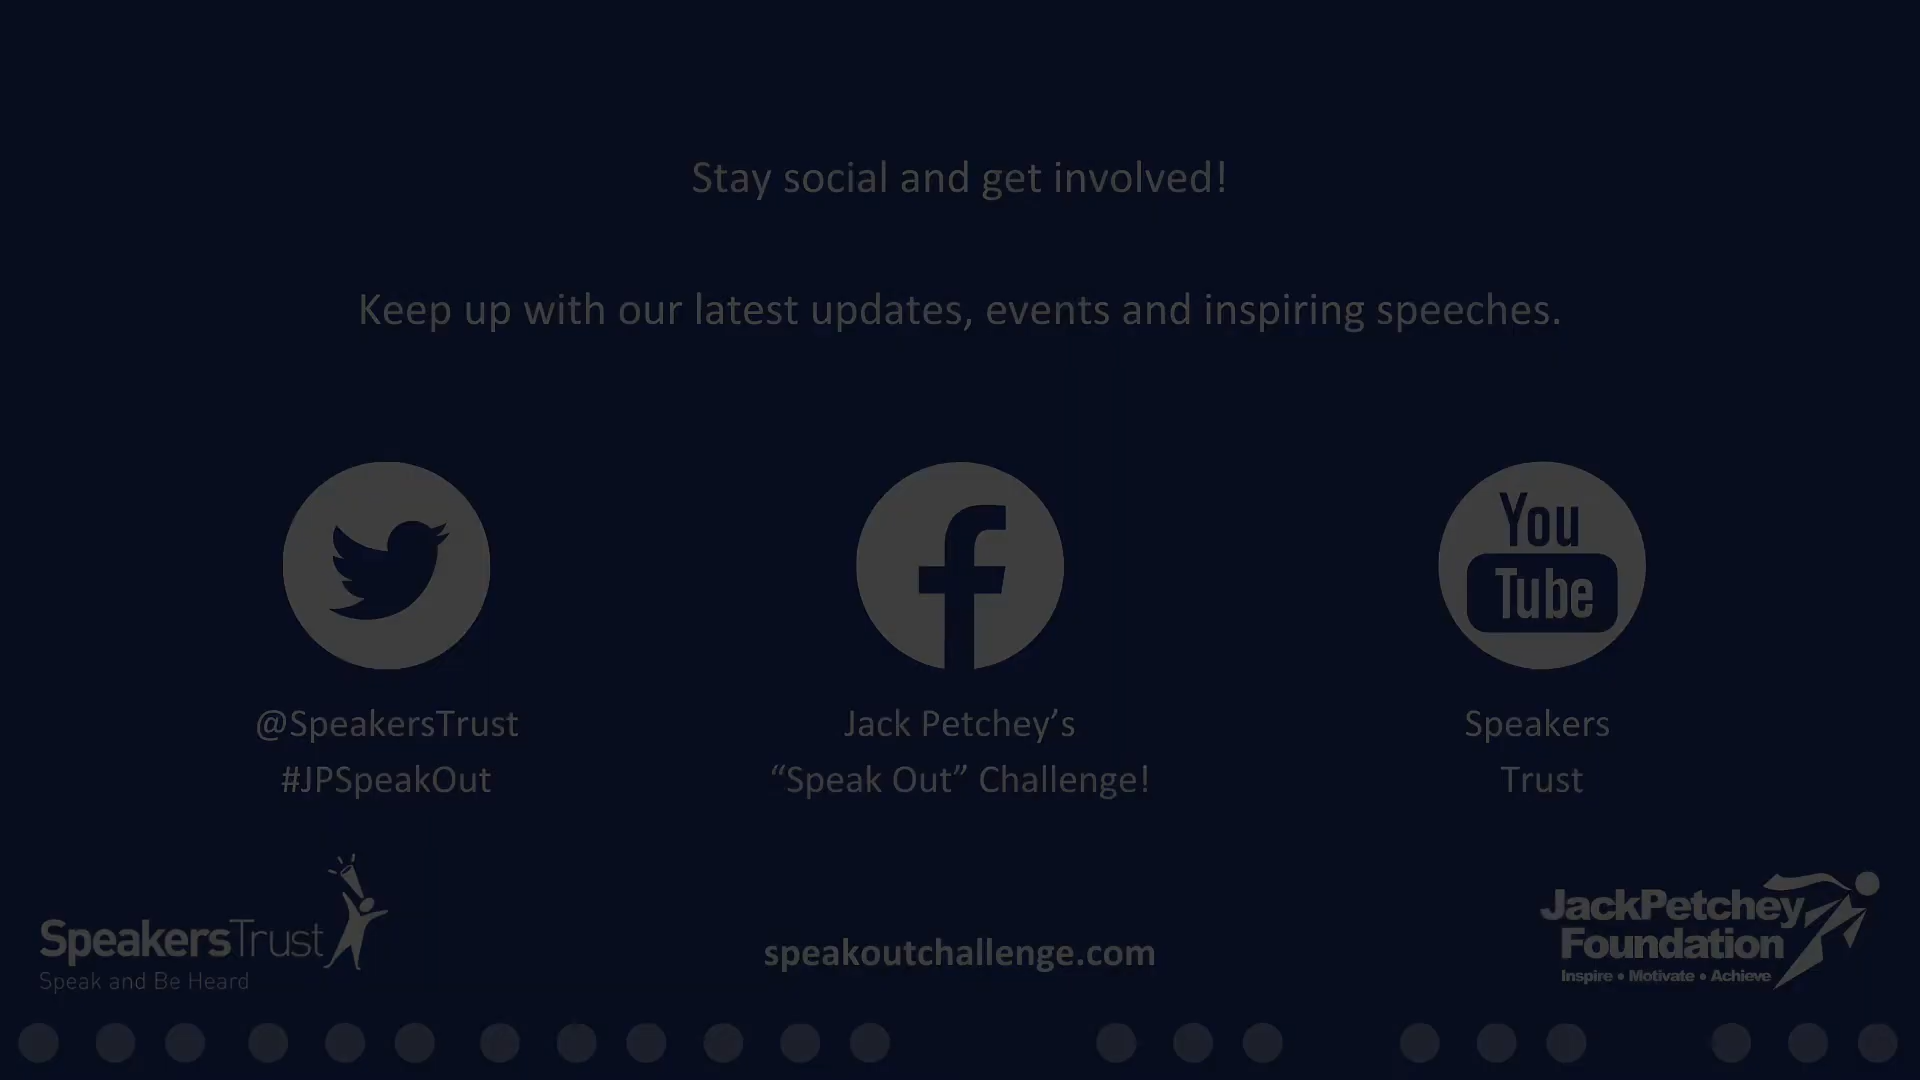 Stay social and get involved!
Keep up with our latest updates, events and inspiring speeches.
You
Tube
@SpeakersTrust
#JPSpeakOut
Jack Petchey’s
“Speak Out” Challenge!
Speakers
Trust
SpeakersTrust
Speak and Be Heard
speakoutchallenge.com
JackPetchey
Foundation
Inspire • Motivate • Achieve